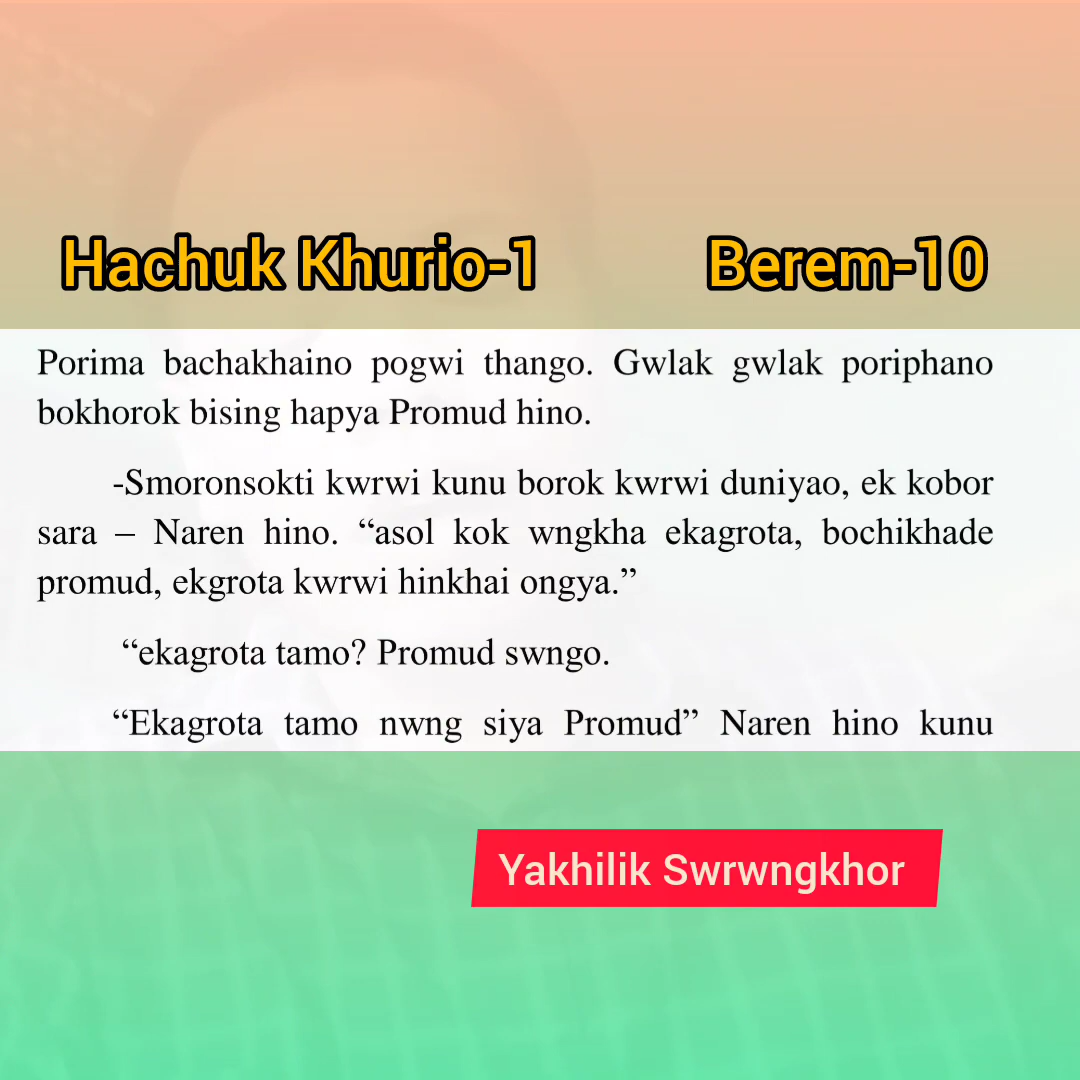 Hachuk Khurio-1 Berem-10
Porima bachakhaino pogwi thango. Gwlak gwlak poriphano
bokhorok bising hapya Promud hino.
-Smoronsokti kwrwi kunu borok kwrwi duniyao, ek kobor
sara – Naren hino. “asol kok wngkha ekagrota, bochikhade
promud, ekgrota kwrwi hinkhai ongya.”
“ekagrota tamo? Promud swngo.
“Ekagrota tamo nwng siya Promud” Naren hino kunu
Yakhilik Swrwngkhor